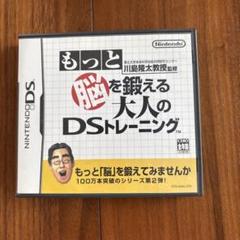 Nintendo
もっと
川島隆太教授監修
脳を鍛える
大人の
DSトレーニング™
NINTENDO DS
もっと「脳」を鍛えてみませんか
100万本突破のシリーズ第2弾!